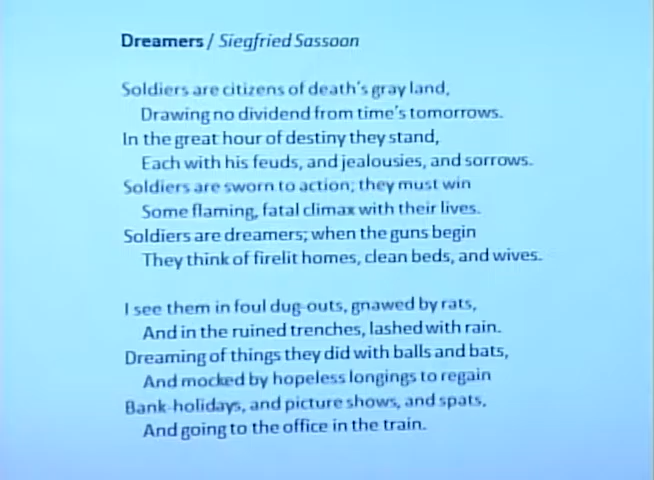 Dreamers / Siegfried Sassoon
Soldiers are citizens of death's gray land,
Drawing no dividend from time's tomorrows.
In the great hour of destiny they stand,
Each with his feuds, and jealousies, and sorrows.
Soldiers are sworn to action; they must win
Some flaming, fatal climax with their lives.
Soldiers are dreamers; when the guns begin
They think of firelit homes, clean beds, and wives.
I see them in foul dug-outs, gnawed by rats,
And in the ruined trenches, lashed with rain.
Dreaming of things they did with balls and bats,
And mocked by hopeless longings to regain
Bank-holidays, and picture shows, and spats,
And going to the office in the train.